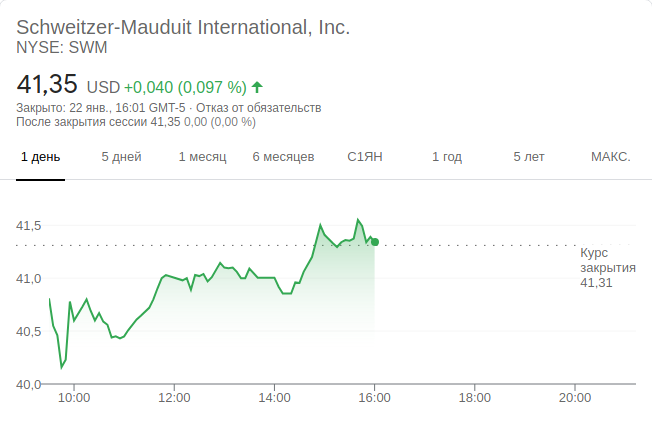 Schweitzer-Mauduit International, Inc.
NYSE: SWM
41,35 USD +0,040 (0,097 %)
Закрыто: 22 янв., 16:01 GMT-5 · Отказ от обязательств
После закрытия сессии 41,35 0,00 (0,00 %)
1 день 5 дней 1 месяц 6 месяцев С1ЯН 1 год 5 лет МАКС.
41,5
Курс
закрытия
41,31
41,0
40,5
40,0
10:00 12:00 14:00 16:00 18:00 20:00